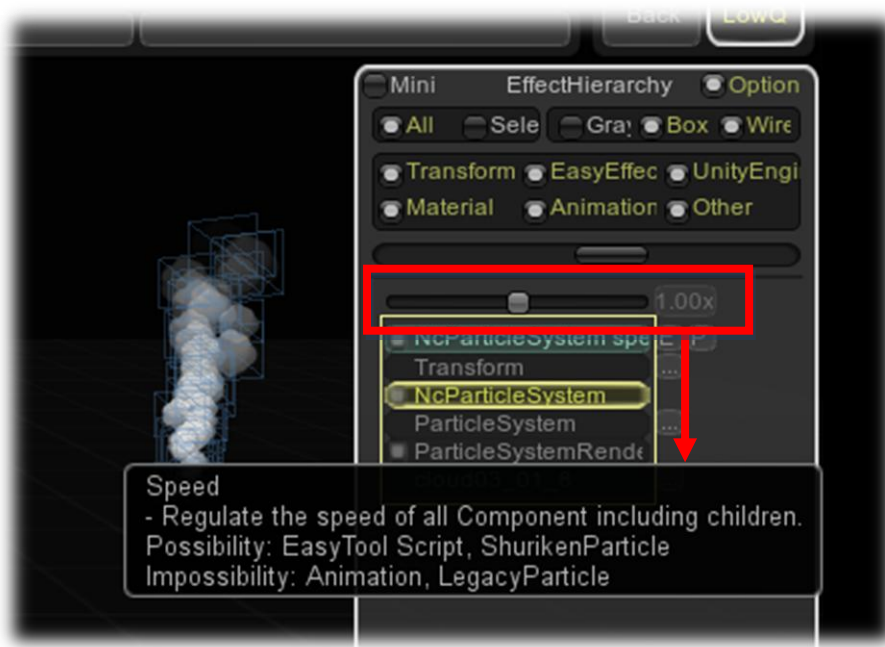 Back LowQ
Mini EffectHierarchy Option
All Sele Gray Box Wire
Transform EasyEffec UnityEngi
Material Animation Other
1.00x
NcParticleSystem spe E P
Transform ...
NcParticleSystem
ParticleSystem ...
ParticleSystemRende
Speed
- Regulate the speed of all Component including children.
Possibility: EasyTool Script, ShurikenParticle
Impossibility: Animation, LegacyParticle